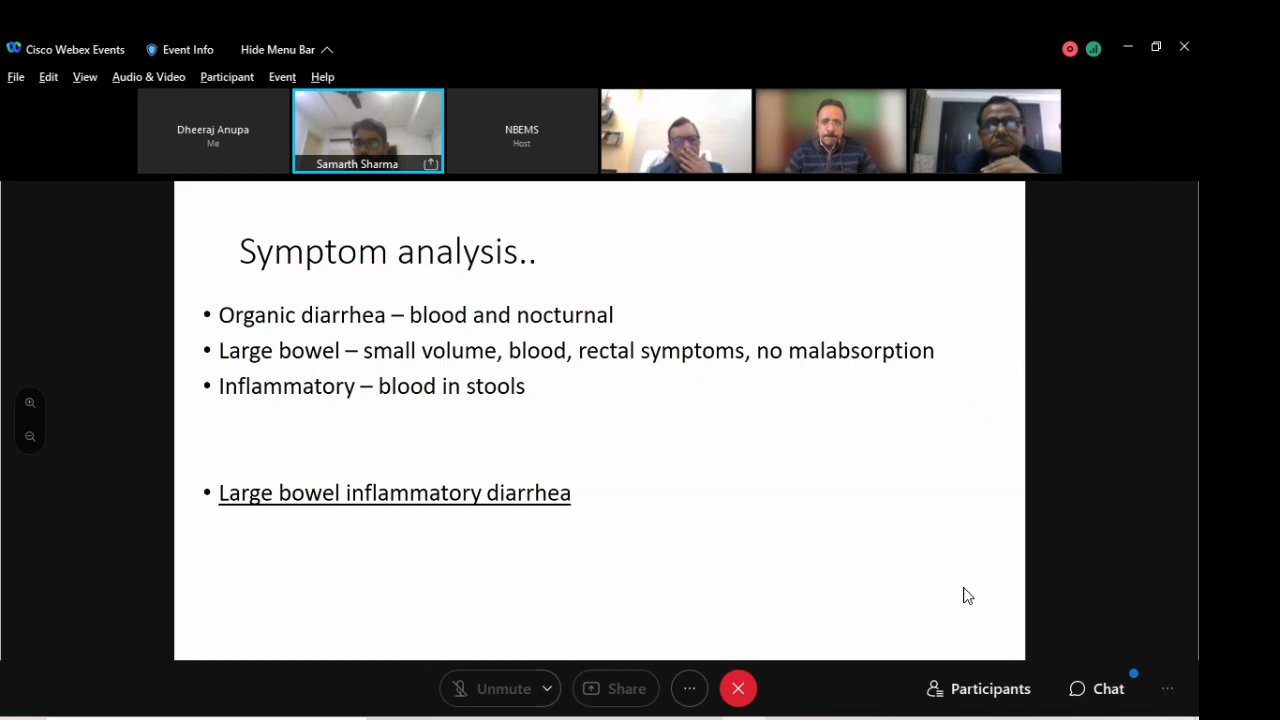 Cisco Webex Events Event Info Hide Menu Bar
File Edit View Audio & Video Participant Event Help
Dheeraj Anupa
Me
Samarth Sharma
NBEMS
Host
Symptom analysis..
• Organic diarrhea – blood and nocturnal
• Large bowel – small volume, blood, rectal symptoms, no malabsorption
• Inflammatory – blood in stools
• Large bowel inflammatory diarrhea
Unmute Share Participants Chat